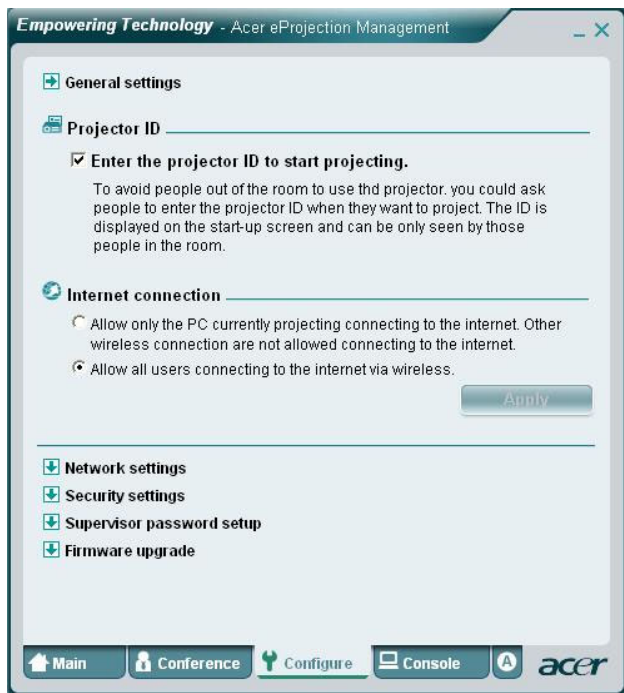 Empowering Technology - Acer eProjection Management
General settings
Projector ID
Enter the projector ID to start projecting.
To avoid people out of the room to use thd projector. you could ask
people to enter the projector ID when they want to project. The ID is
displayed on the start-up screen and can be only seen by those
people in the room.
Internet connection
Allow only the PC currently projecting connecting to the internet. Other
wireless connection are not allowed connecting to the internet.
Allow all users connecting to the internet via wireless.
Apply
Network settings
Security settings
Supervisor password setup
Firmware upgrade
Main Conference Configure Console A acer